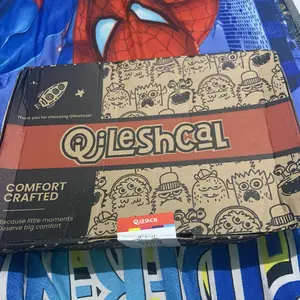 Thank you for choosing Qileshcal!
QiLeshCal
COMFORT
CRAFTED
Because little moments
Deserve big comfort.